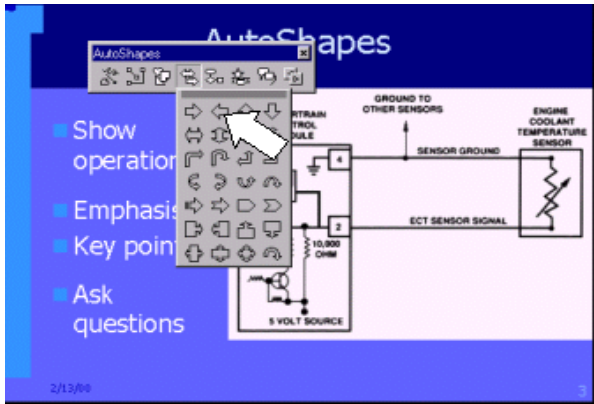 AutoShapes
AutoShapes
Show
operation
Emphasis
Key point
Ask
questions
GROUND TO
OTHER SENSORS
ENGINE
COOLANT
TEMPERATURE
SENSOR
SENSOR GROUND
4
ECT SENSOR SIGNAL
2
10,000
OHM
5 VOLT SOURCE
2/13/00
3